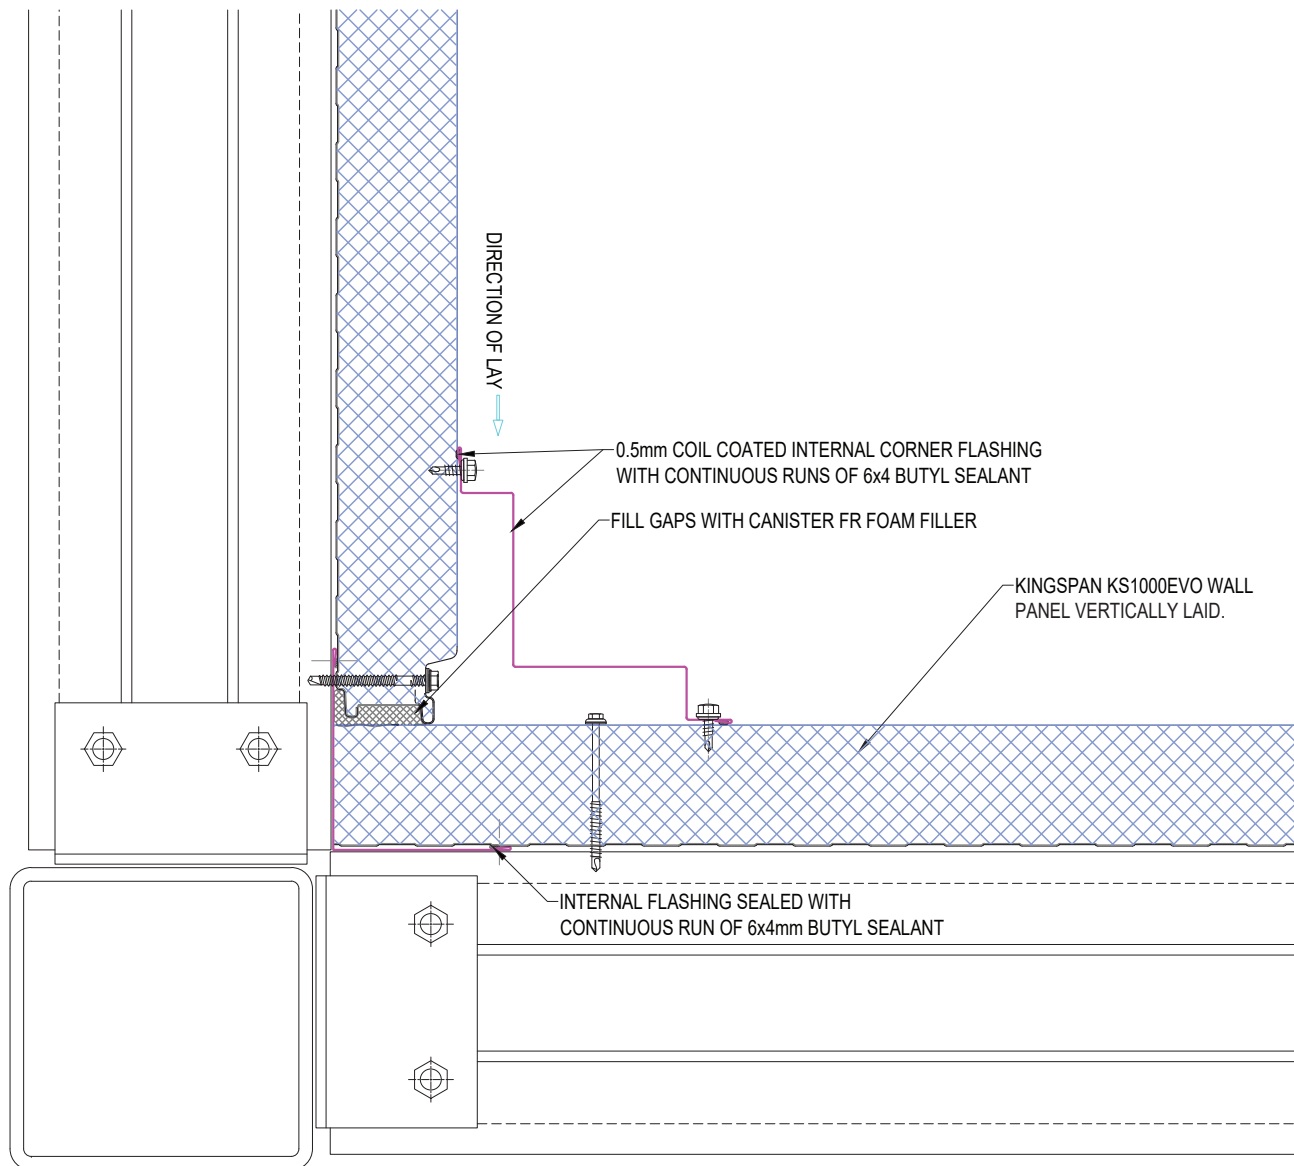 DIRECTION OF LAY
0.5mm COIL COATED INTERNAL CORNER FLASHING
WITH CONTINUOUS RUNS OF 6x4 BUTYL SEALANT
FILL GAPS WITH CANISTER FR FOAM FILLER
KINGSPAN KS1000EVO WALL
PANEL VERTICALLY LAID.
INTERNAL FLASHING SEALED WITH
CONTINUOUS RUN OF 6x4mm BUTYL SEALANT